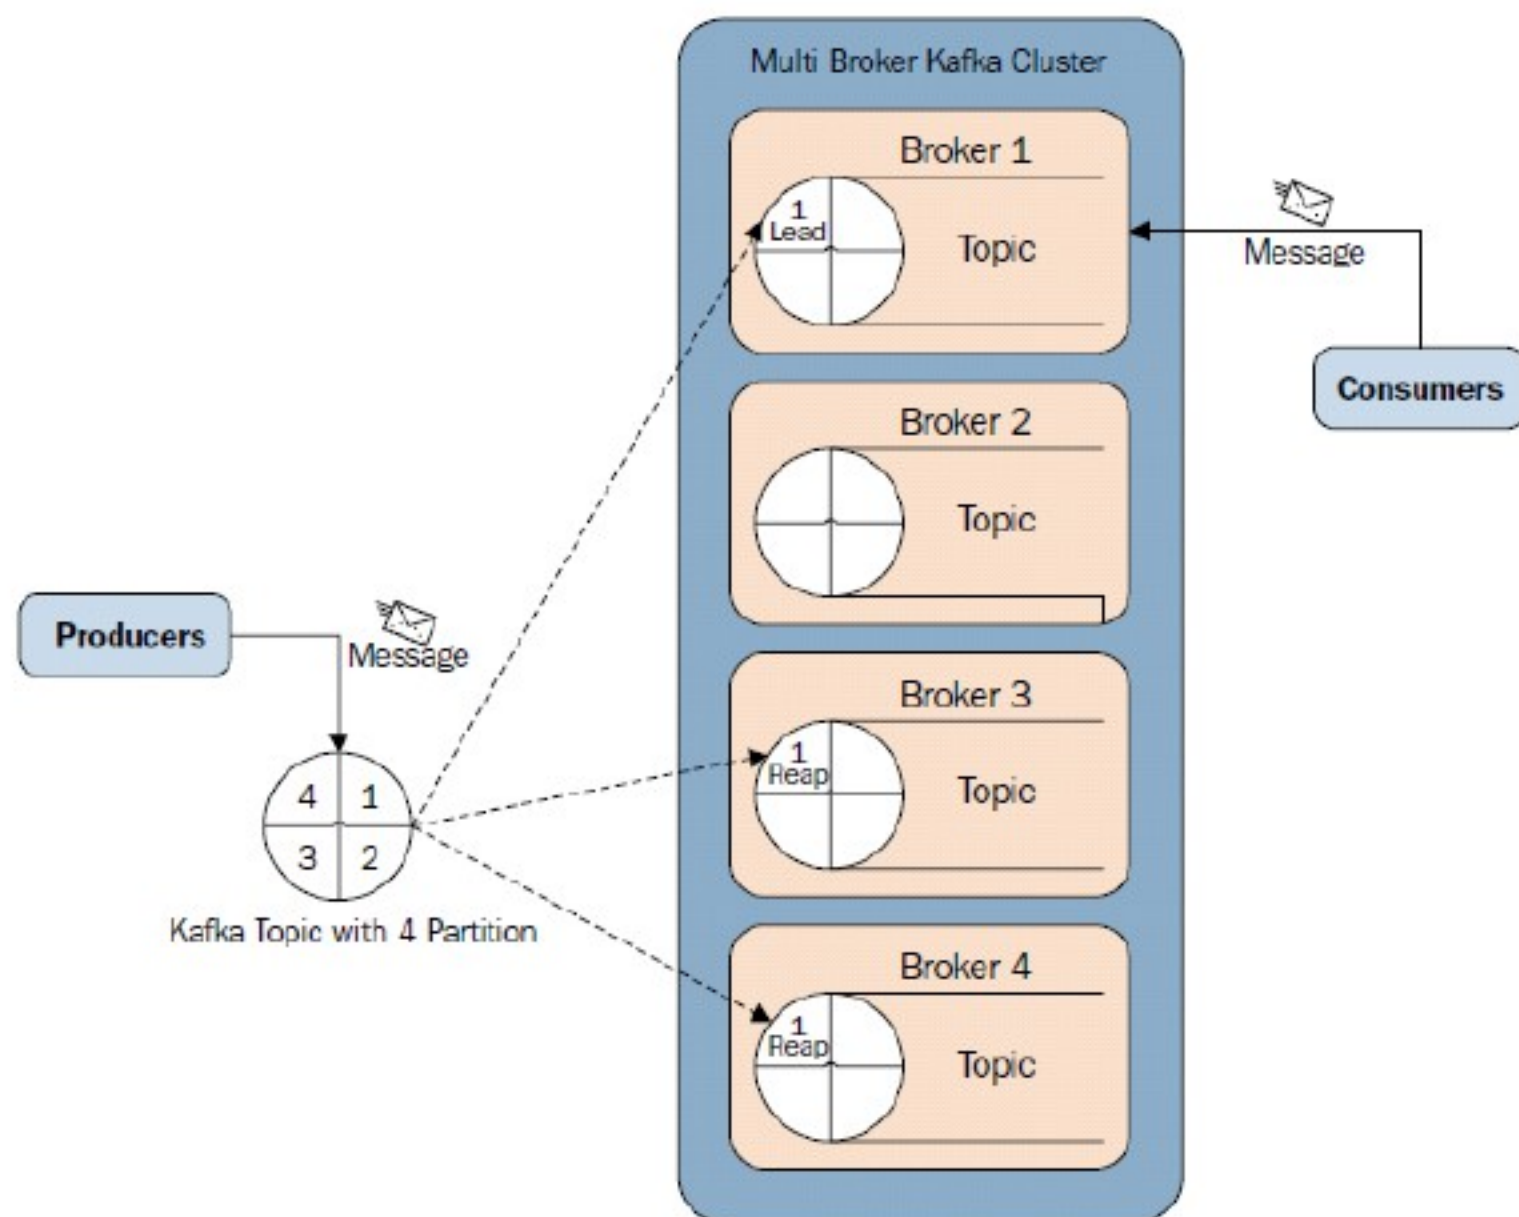 Multi Broker Kafka Cluster
Broker 1
1
Lead
Topic
Message
Consumers
Broker 2
Topic
Producers
Message
Broker 3
1
Reap
Topic
4 1
3 2
Kafka Topic with 4 Partition
Broker 4
1
Reap
Topic